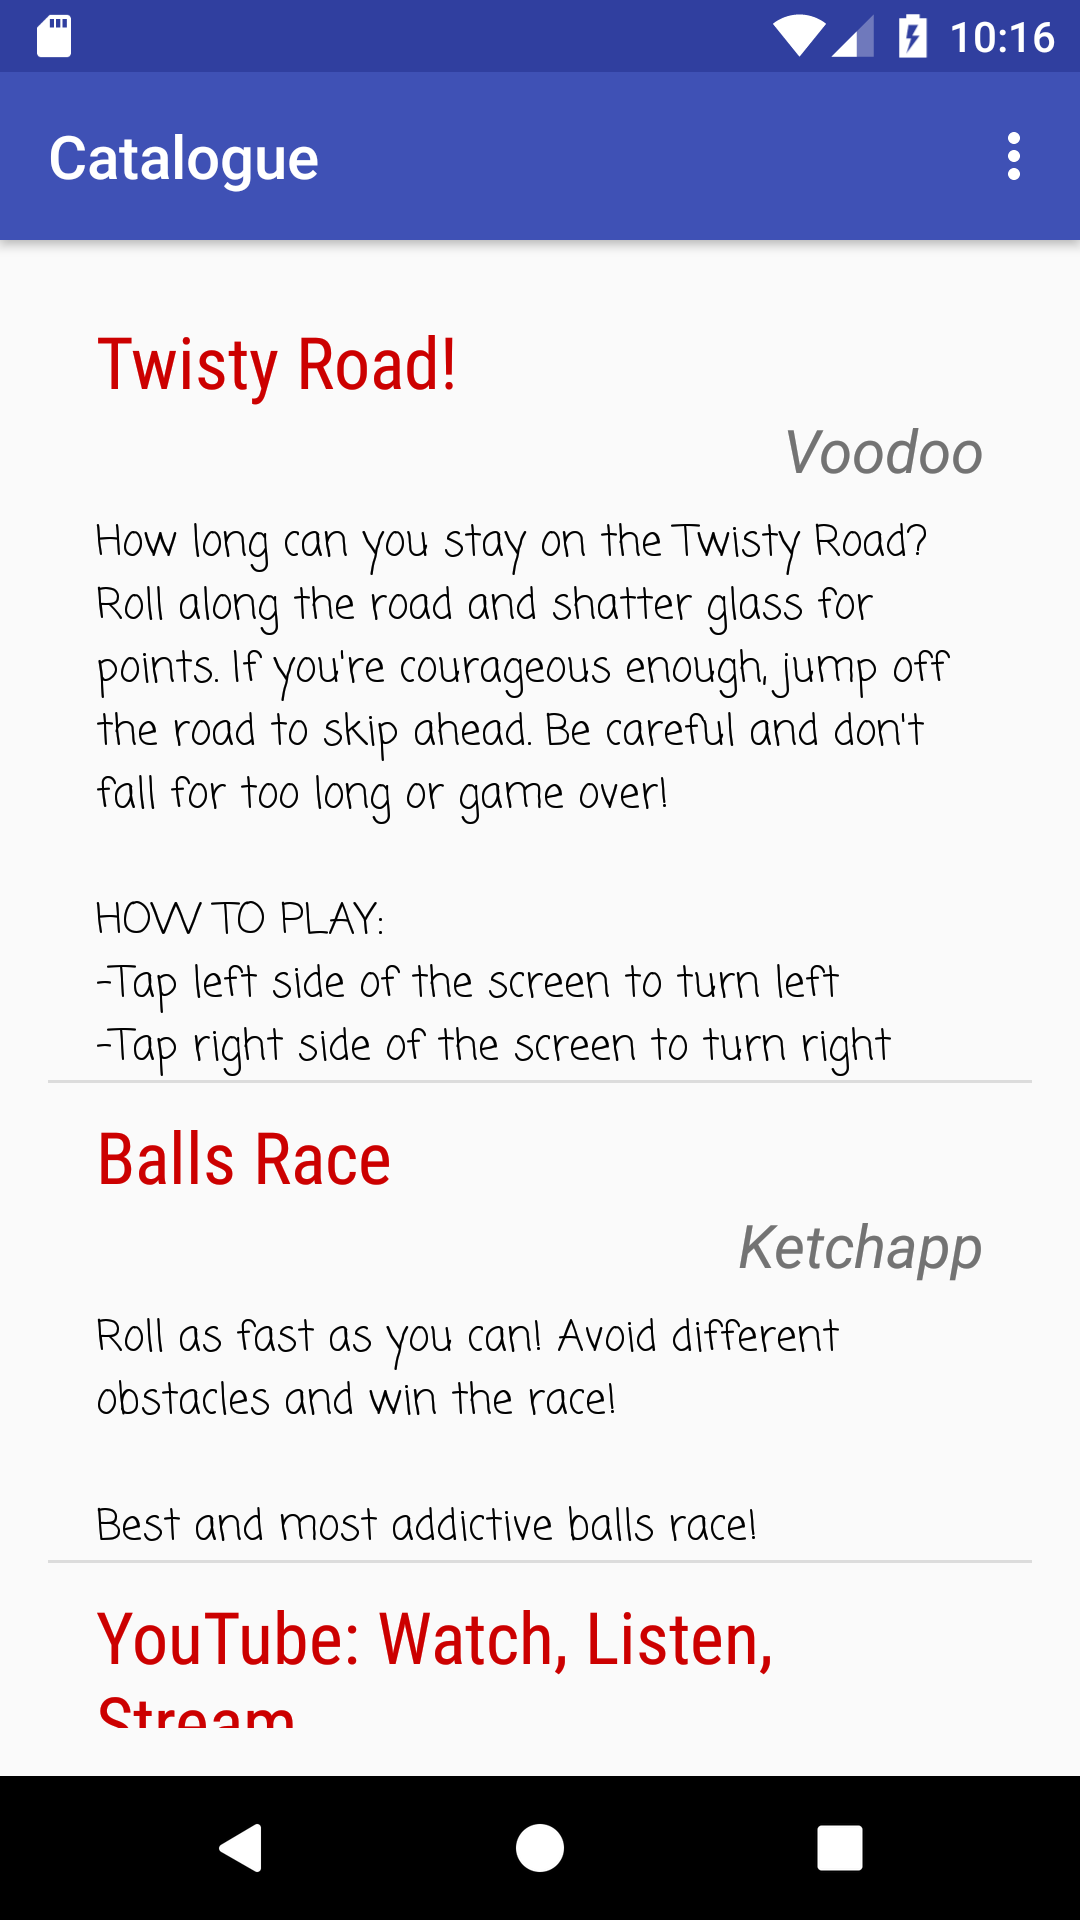 10:16
Catalogue
Twisty Road!
Voodoo
How long can you stay on the Twisty Road?
Roll along the road and shatter glass for
points. If you're courageous enough, jump off
the road to skip ahead. Be careful and don't
fall for too long or game over!
HOW TO PLAY:
-Tap left side of the screen to turn left
-Tap right side of the screen to turn right
Balls Race
Ketchapp
Roll as fast as you can! Avoid different
obstacles and win the race!
Best and most addictive balls race!
YouTube: Watch, Listen,
Stream